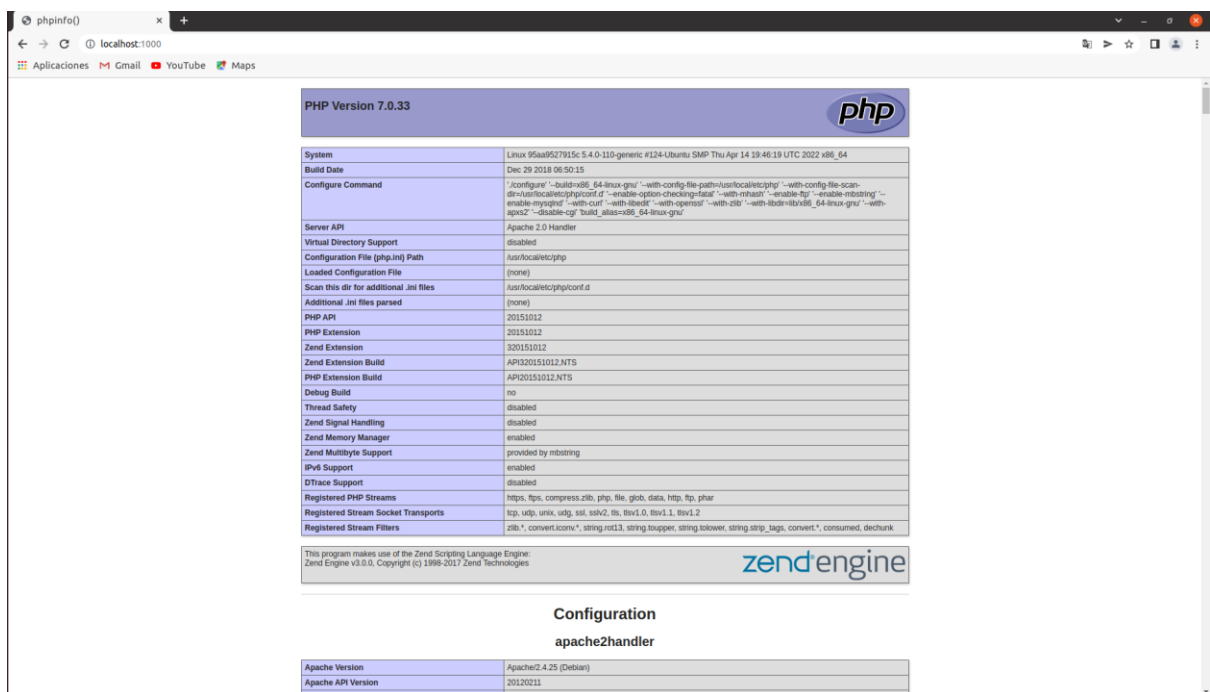 phpinfo()
localhost:1000
Aplicaciones Gmail YouTube Maps
PHP Version 7.0.33
php
System Linux 95aa9527915c 5.4.0-110-generic #124-Ubuntu SMP Thu Apr 14 19:46:19 UTC 2022 x86_64
Build Date Dec 29 2018 06:50:15
Configure Command './configure' '--build=x86_64-linux-gnu' '--with-config-file-path=/usr/local/etc/php' '--with-config-file-scan-
dir=/usr/local/etc/php/conf.d' '--enable-option-checking=fatal' '--with-mhash' '--enable-ftp' '--enable-mbstring' '--
enable-mysqlnd' '--with-curl' '--with-libedit' '--with-openssl' '--with-zlib' '--with-libdir=lib/x86_64-linux-gnu' '--with-
apxs2' '--disable-cgi' 'build_alias=x86_64-linux-gnu'
Server API Apache 2.0 Handler
Virtual Directory Support disabled
Configuration File (php.ini) Path /usr/local/etc/php
Loaded Configuration File (none)
Scan this dir for additional .ini files /usr/local/etc/php/conf.d
Additional .ini files parsed (none)
PHP API 20151012
PHP Extension 20151012
Zend Extension 320151012
Zend Extension Build API320151012,NTS
PHP Extension Build API20151012,NTS
Debug Build no
Thread Safety disabled
Zend Signal Handling disabled
Zend Memory Manager enabled
Zend Multibyte Support provided by mbstring
IPv6 Support enabled
DTrace Support disabled
Registered PHP Streams https, ftps, compress.zlib, php, file, glob, data, http, ftp, phar
Registered Stream Socket Transports tcp, udp, unix, udg, ssl, sslv2, tls, tlsv1.0, tlsv1.1, tlsv1.2
Registered Stream Filters zlib.*, convert.iconv.*, string.rot13, string.toupper, string.tolower, string.strip_tags, convert.*, consumed, dechunk
This program makes use of the Zend Scripting Language Engine:
Zend Engine v3.0.0, Copyright (c) 1998-2017 Zend Technologies
zend engine
Configuration
apache2handler
Apache Version Apache/2.4.25 (Debian)
Apache API Version 20120211